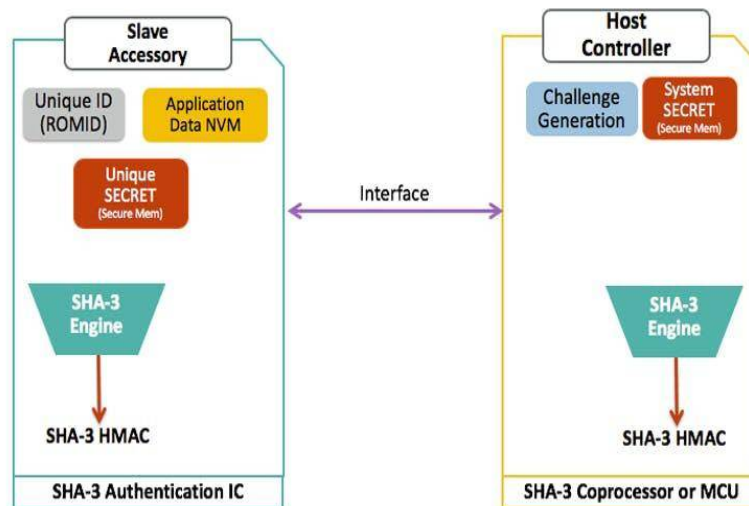 Slave
Accessory
Unique ID
(ROMID)
Application
Data NVM
Unique
SECRET
(Secure Mem)
SHA-3
Engine
SHA-3 HMAC
SHA-3 Authentication IC
Interface
Host
Controller
Challenge
Generation
System
SECRET
(Secure Mem)
SHA-3
Engine
SHA-3 HMAC
SHA-3 Coprocessor or MCU